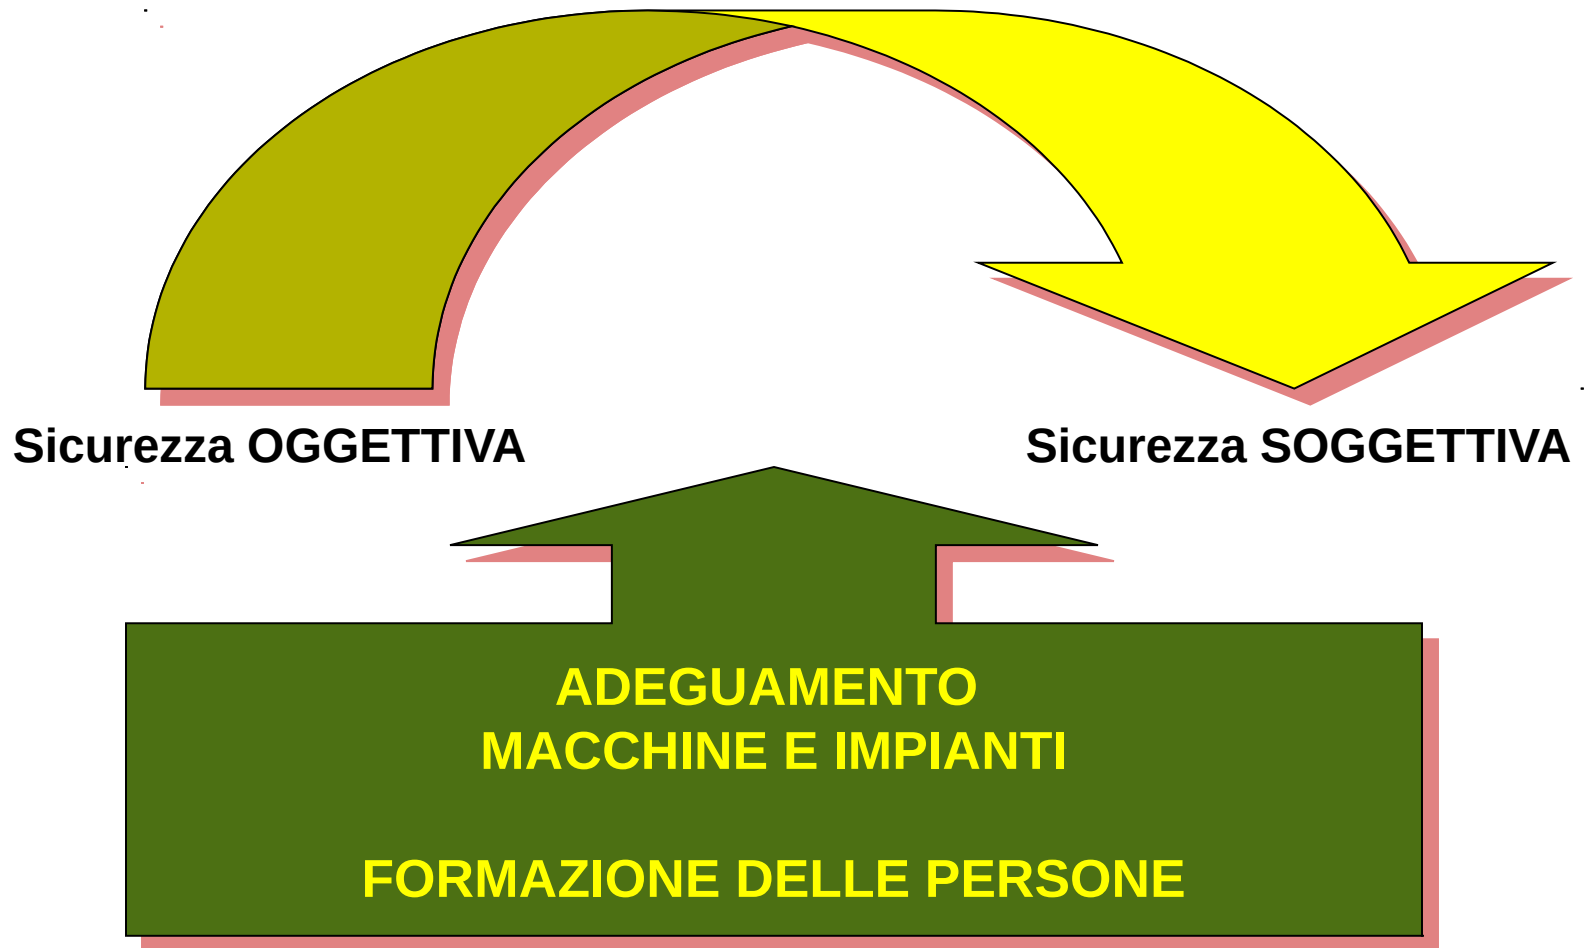 Sicurezza OGGETTIVA
Sicurezza SOGGETTIVA
ADEGUAMENTO
MACCHINE E IMPIANTI
FORMAZIONE DELLE PERSONE